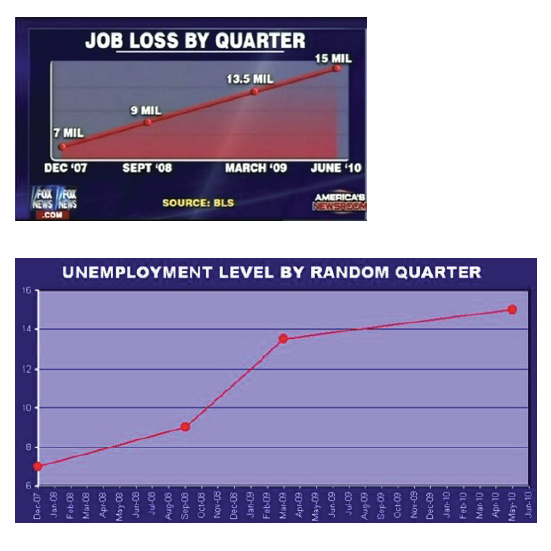 JOB LOSS BY QUARTER
15 MIL
13.5 MIL
9 MIL
7 MIL
DEC '07 SEPT '08 MARCH '09 JUNE '10
FOX NEWS FOX NEWS
.COM
SOURCE: BLS
AMERICA'S NEWSROOM
UNEMPLOYMENT LEVEL BY RANDOM QUARTER
16
14
12
10
8
6
Dec-07 Jan-08 Feb-08 Mar-08 Apr-08 May-08 Jun-08 Jul-08 Aug-08 Sep-08 Oct-08 Nov-08 Dec-08 Jan-09 Feb-09 Mar-09 Apr-09 May-09 Jun-09 Jul-09 Aug-09 Sep-09 Oct-09 Nov-09 Dec-09 Jan-10 Feb-10 Mar-10 Apr-10 May-10 Jun-10